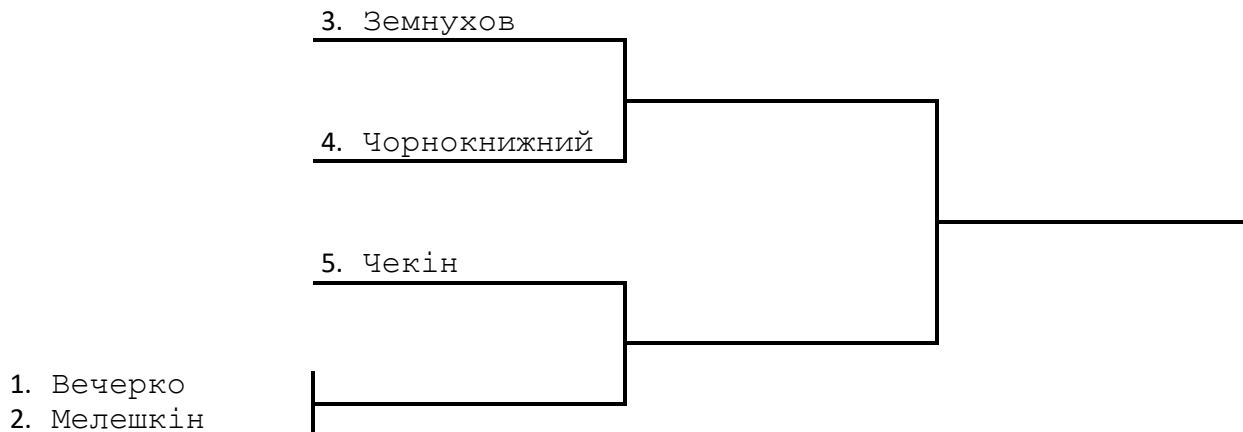 3. Земнухов
4. Чорнокнижний
5. Чекін
1. Вечерко
2. Мелешкін